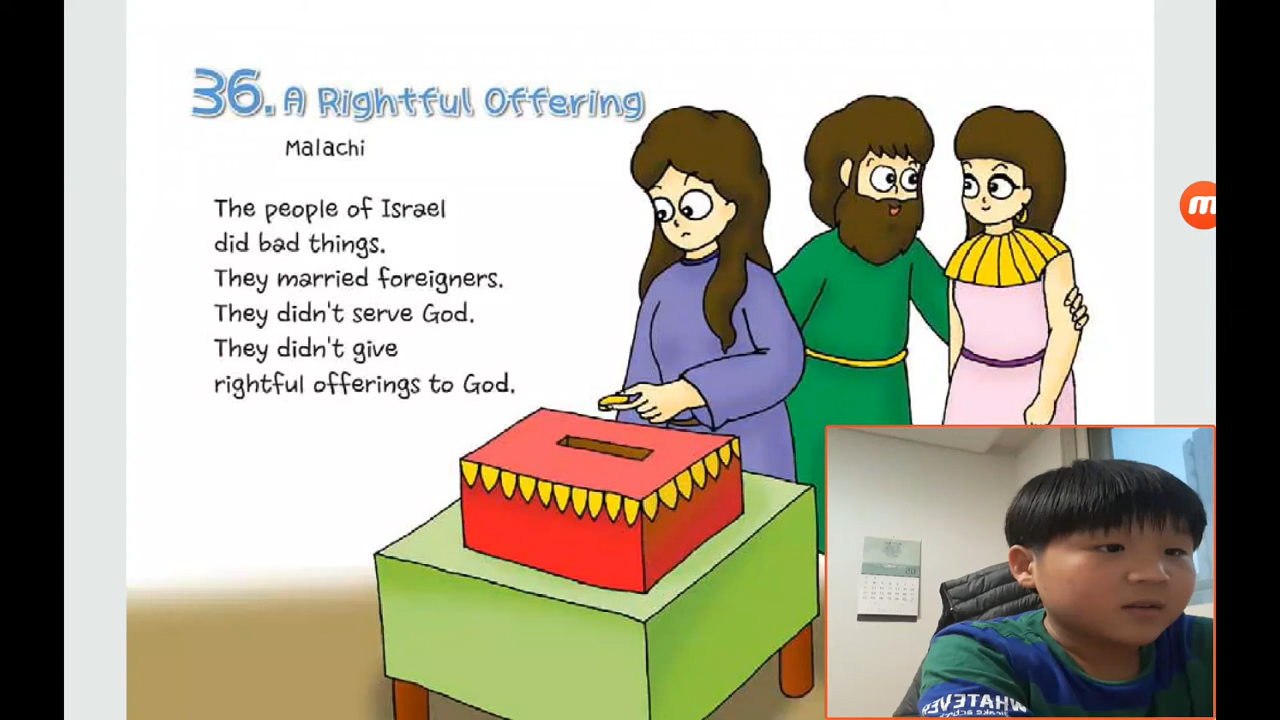 36. A Rightful Offering
Malachi
The people of Israel
did bad things.
They married foreigners.
They didn't serve God.
They didn't give
rightful offerings to God.
WHATEVER